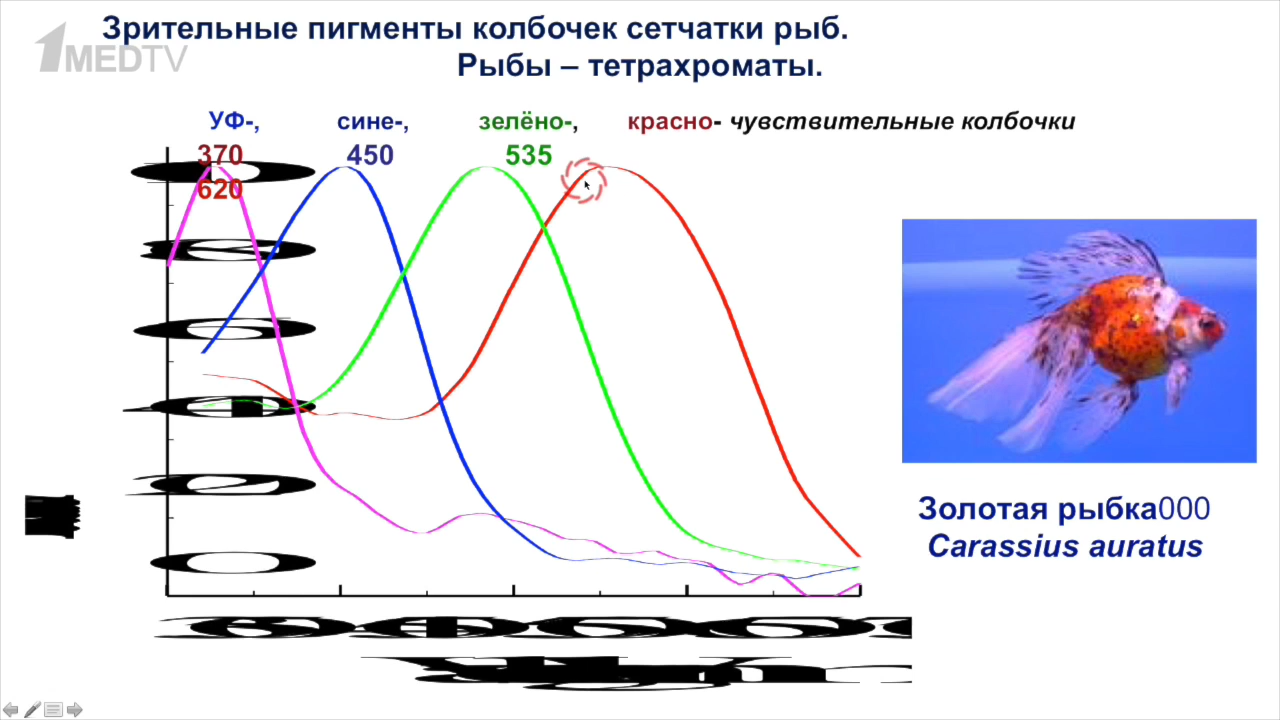 Зрительные пигменты колбочек сетчатки рыб.
Рыбы – тетрахроматы.
1MEDTV
УФ-, сине-, зелёно-, красно- чувствительные колбочки
370 450 535
620
Золотая рыбка000
Carassius auratus